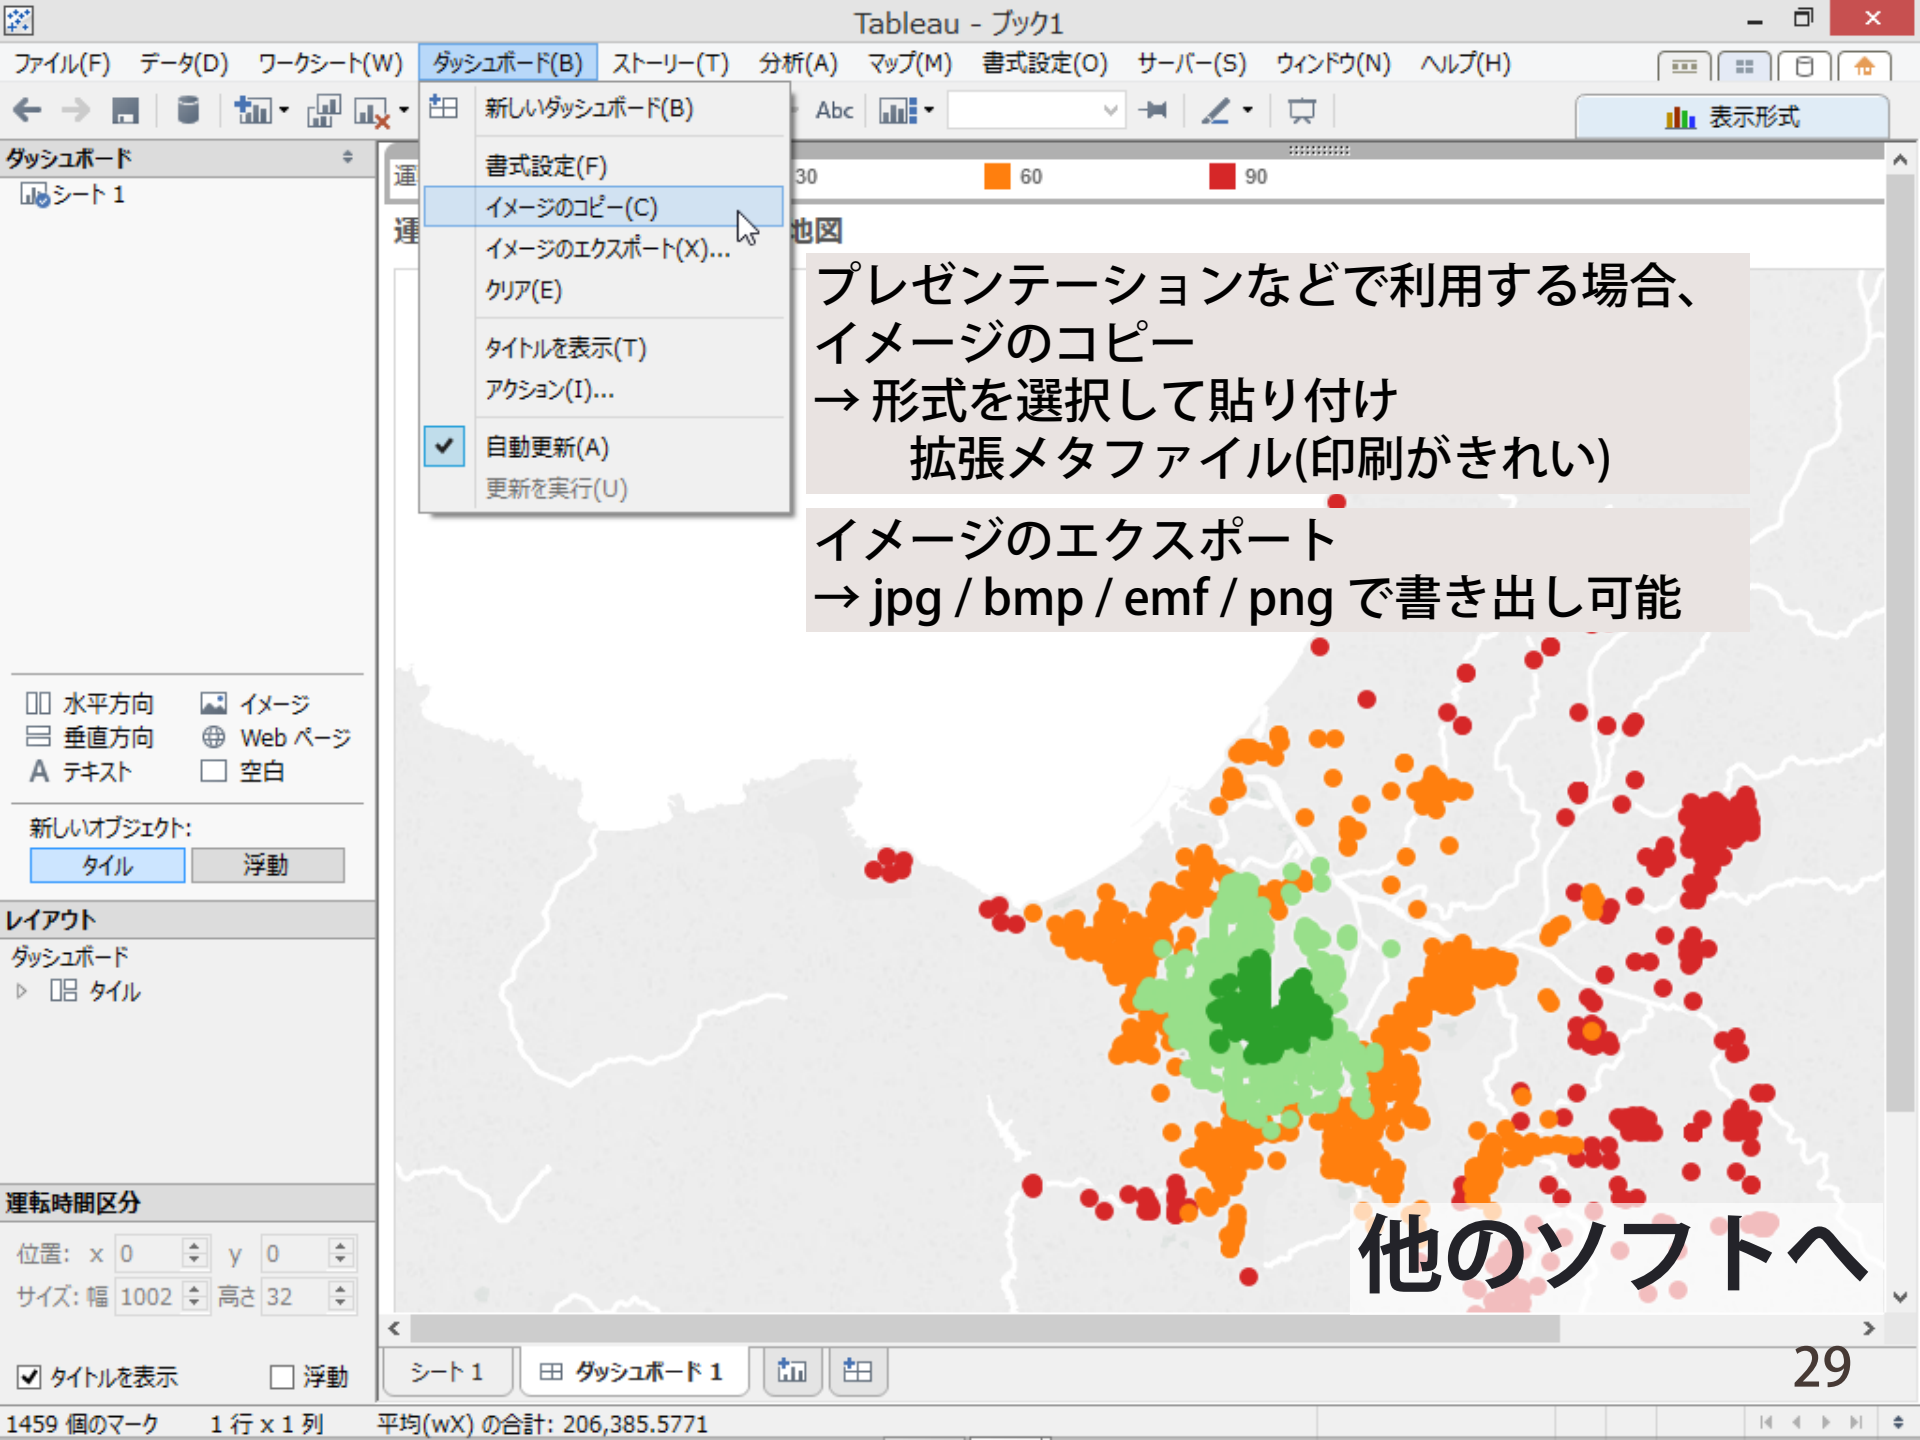 Tableau - ブック1
ファイル(F) データ(D) ワークシート(W) ダッシュボード(B) ストーリー(T) 分析(A) マップ(M) 書式設定(O) サーバー(S) ウィンドウ(N) ヘルプ(H)
Abc
表示形式
新しいダッシュボード(B)
書式設定(F)
イメージのコピー(C)
イメージのエクスポート(X)...
クリア(E)
タイトルを表示(T)
アクション(I)...
自動更新(A)
更新を実行(U)
ダッシュボード
シート 1
運
30 60 90
運
地図
プレゼンテーションなどで利用する場合、
イメージのコピー
→ 形式を選択して貼り付け
拡張メタファイル(印刷がきれい)
イメージのエクスポート
→ jpg / bmp / emf / png で書き出し可能
水平方向 イメージ
垂直方向 Web ページ
A テキスト 空白
新しいオブジェクト:
タイル 浮動
レイアウト
ダッシュボード
タイル
運転時間区分
位置: x 0 y 0
サイズ: 幅 1002 高さ 32
タイトルを表示 浮動
他のソフトへ
29
シート 1 ダッシュボード 1
1459 個のマーク 1 行 x 1 列 平均(wX) の合計: 206,385.5771